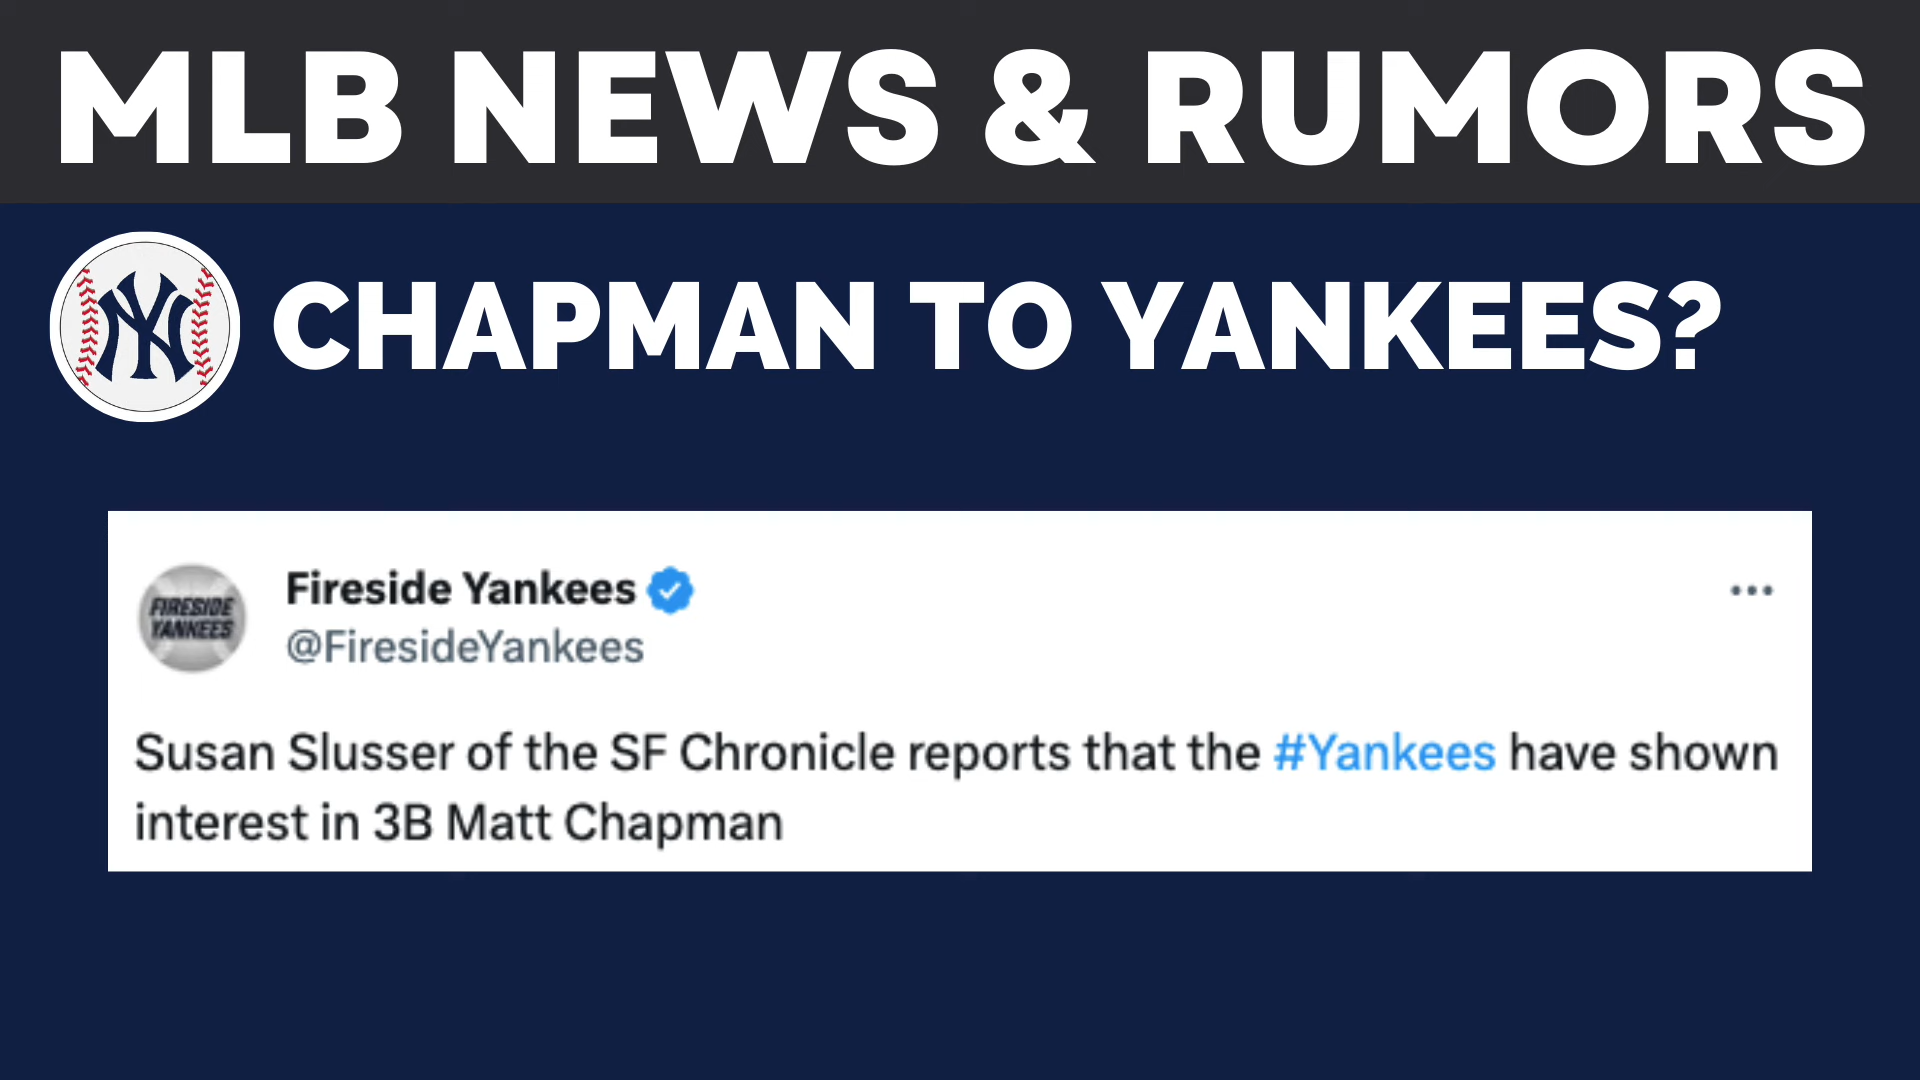 MLB NEWS & RUMORS
NY
CHAPMAN TO YANKEES?
FIRESIDE
YANKEES
Fireside Yankees
@FiresideYankees
Susan Slusser of the SF Chronicle reports that the #Yankees have shown
interest in 3B Matt Chapman